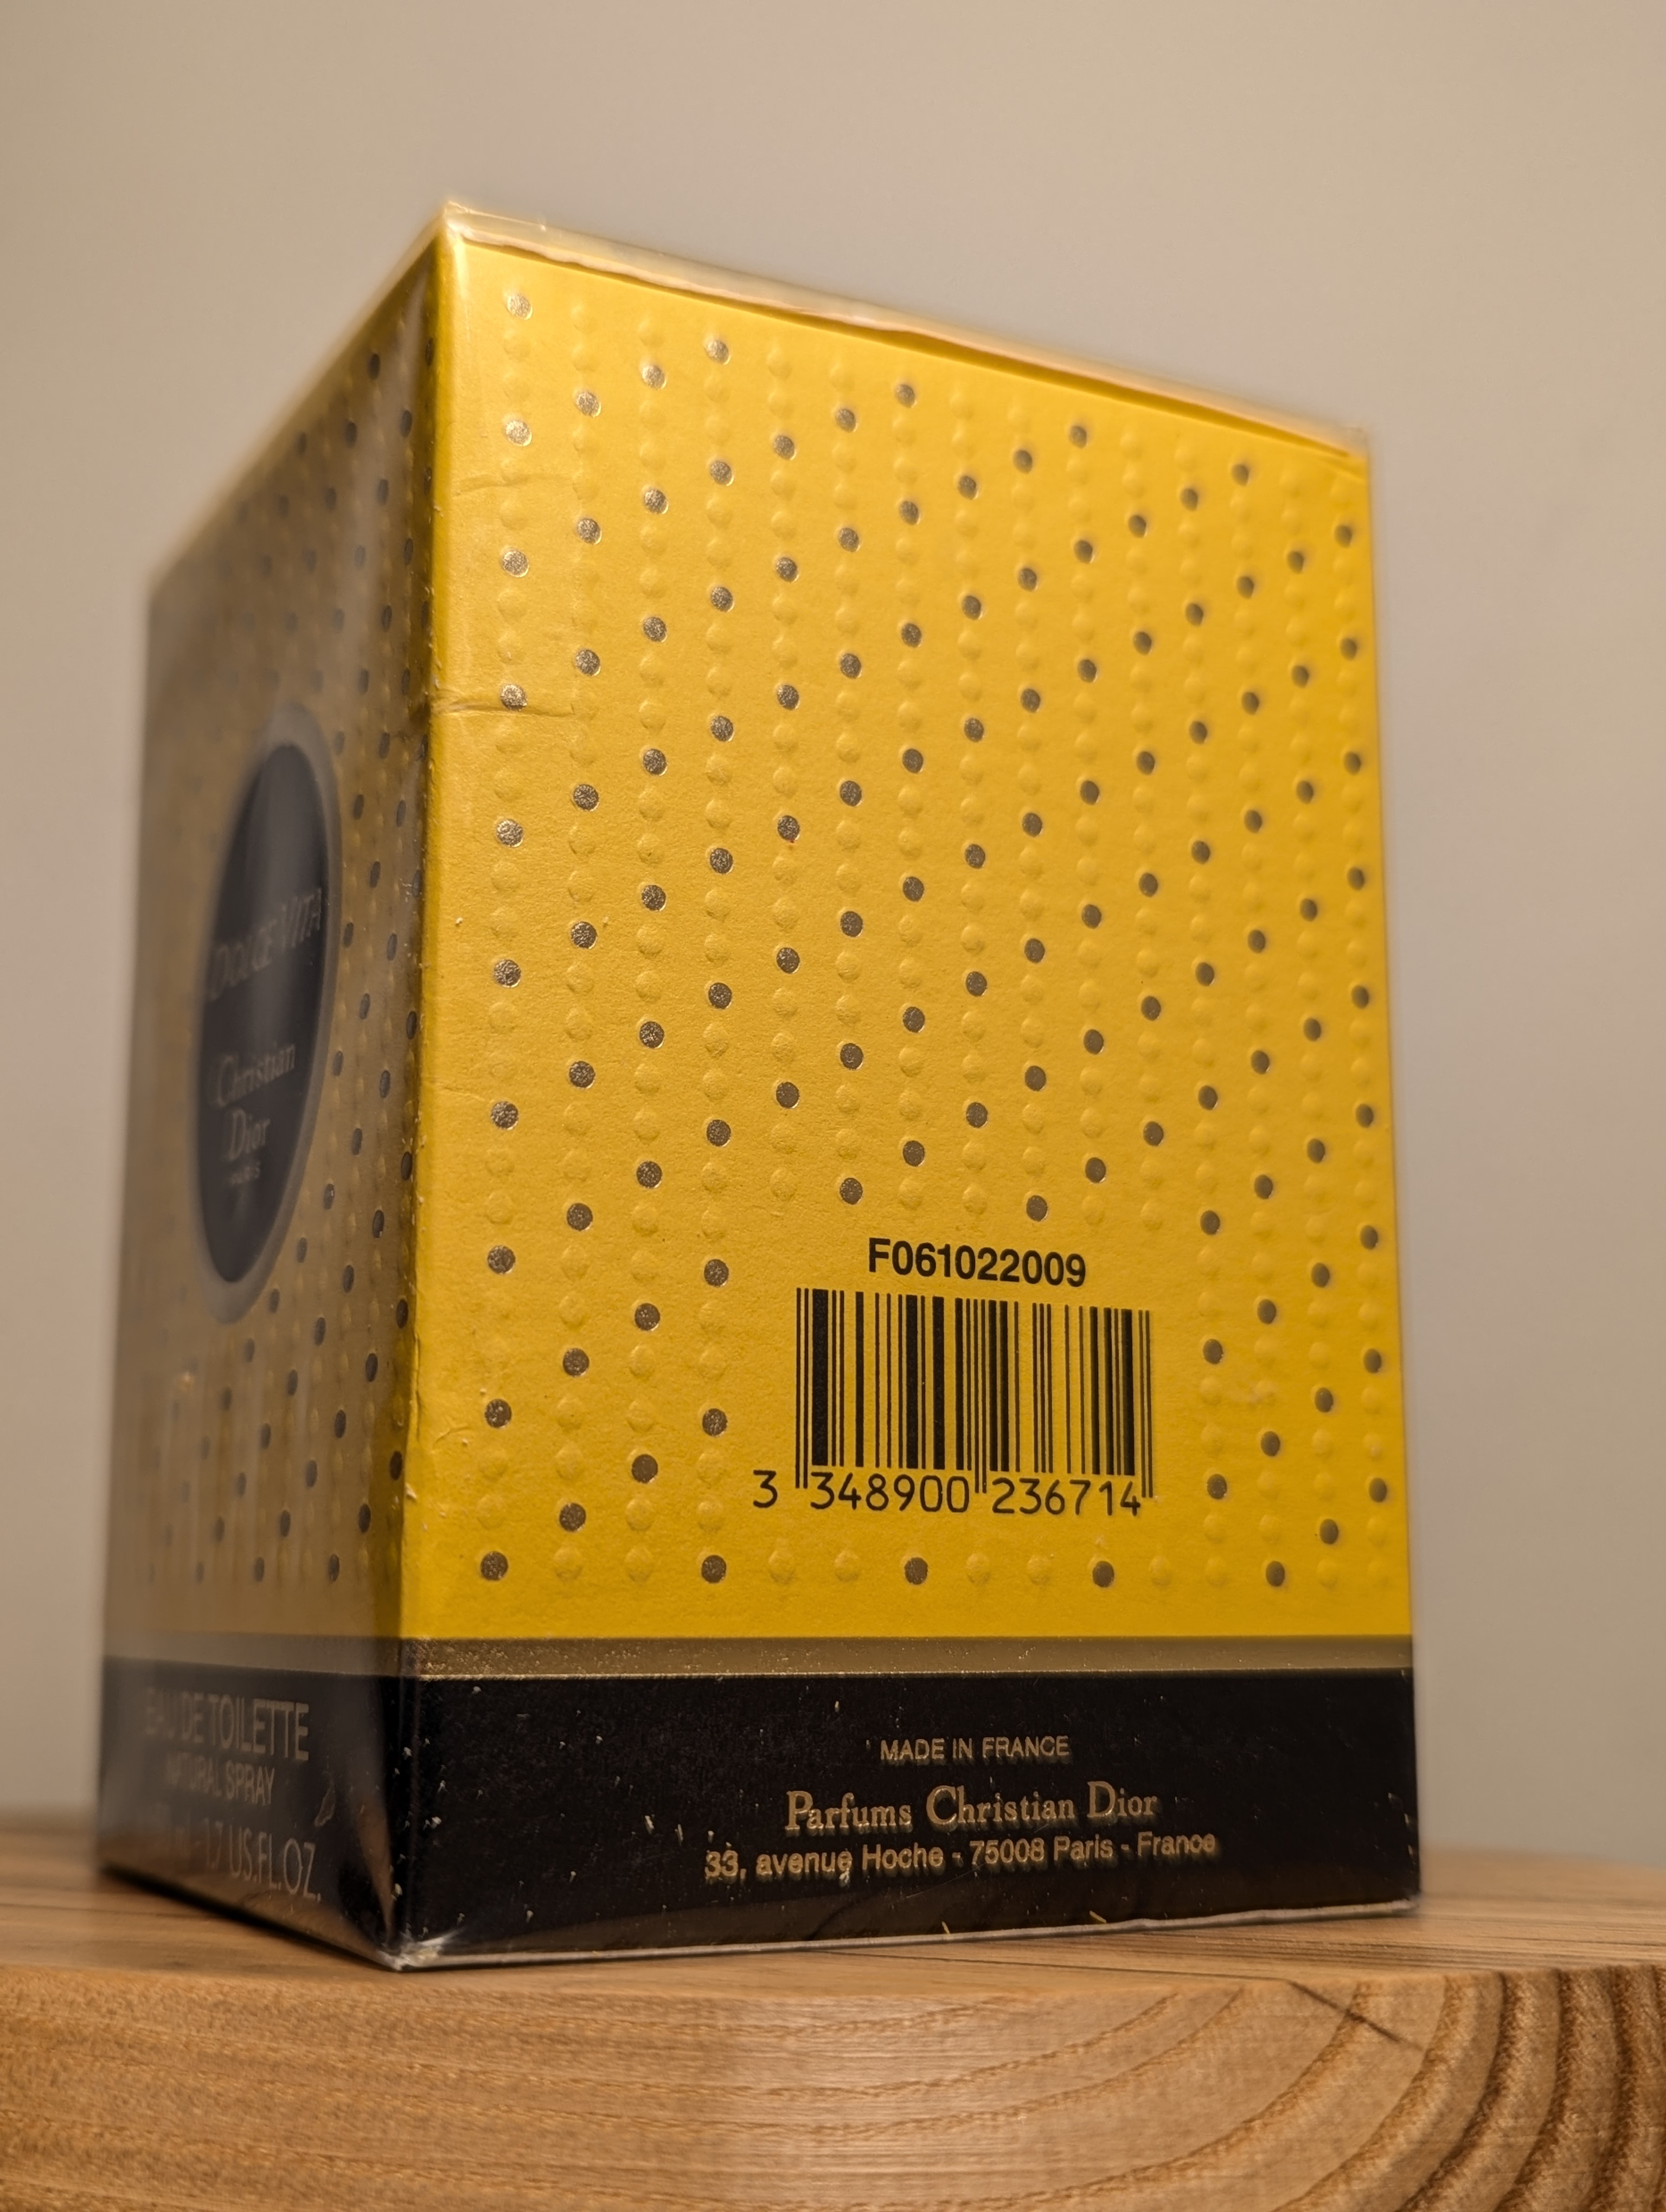 DOLCE VITA
Christian
Dior
PARIS
EAU DE TOILETTE
NATURAL SPRAY
1.7 US.FL.OZ.
F061022009
3 348900 236714
MADE IN FRANCE
Parfums Christian Dior
33, avenue Hoche - 75008 Paris - France